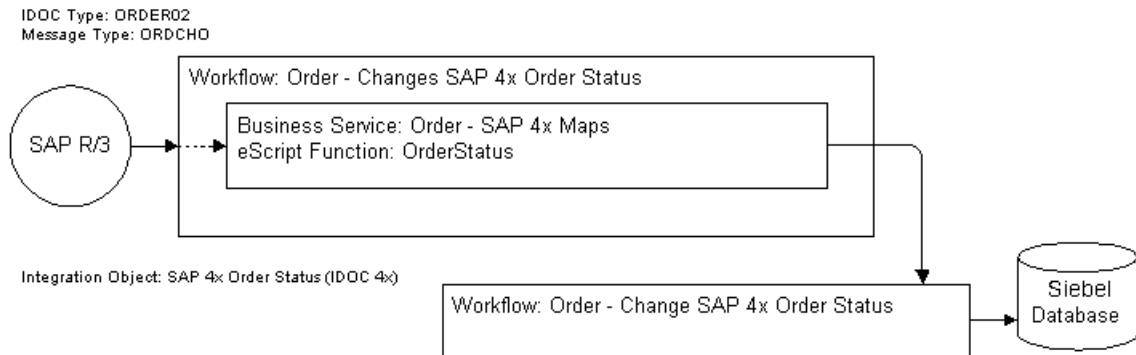 IDOC Type: ORDER02
Message Type: ORDCHO
Workflow: Order - Changes SAP 4x Order Status
Business Service: Order - SAP 4x Maps
eScript Function: OrderStatus
SAP R/3
Integration Object: SAP 4x Order Status (IDOC 4x)
Workflow: Order - Change SAP 4x Order Status
Siebel
Database